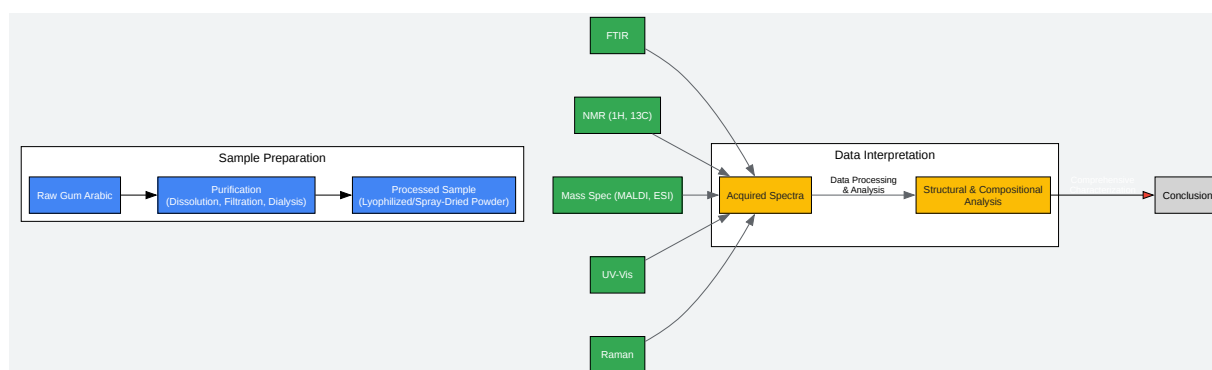 FTIR
NMR (1H, 13C)
Sample Preparation
Data Interpretation
Raw Gum Arabic
Purification
(Dissolution, Filtration, Dialysis)
Processed Sample
(Lyophilized/Spray-Dried Powder)
Mass Spec (MALDI, ESI)
Acquired Spectra
Data Processing
& Analysis
Structural & Compositional
Analysis
Conclusion
UV-Vis
Raman